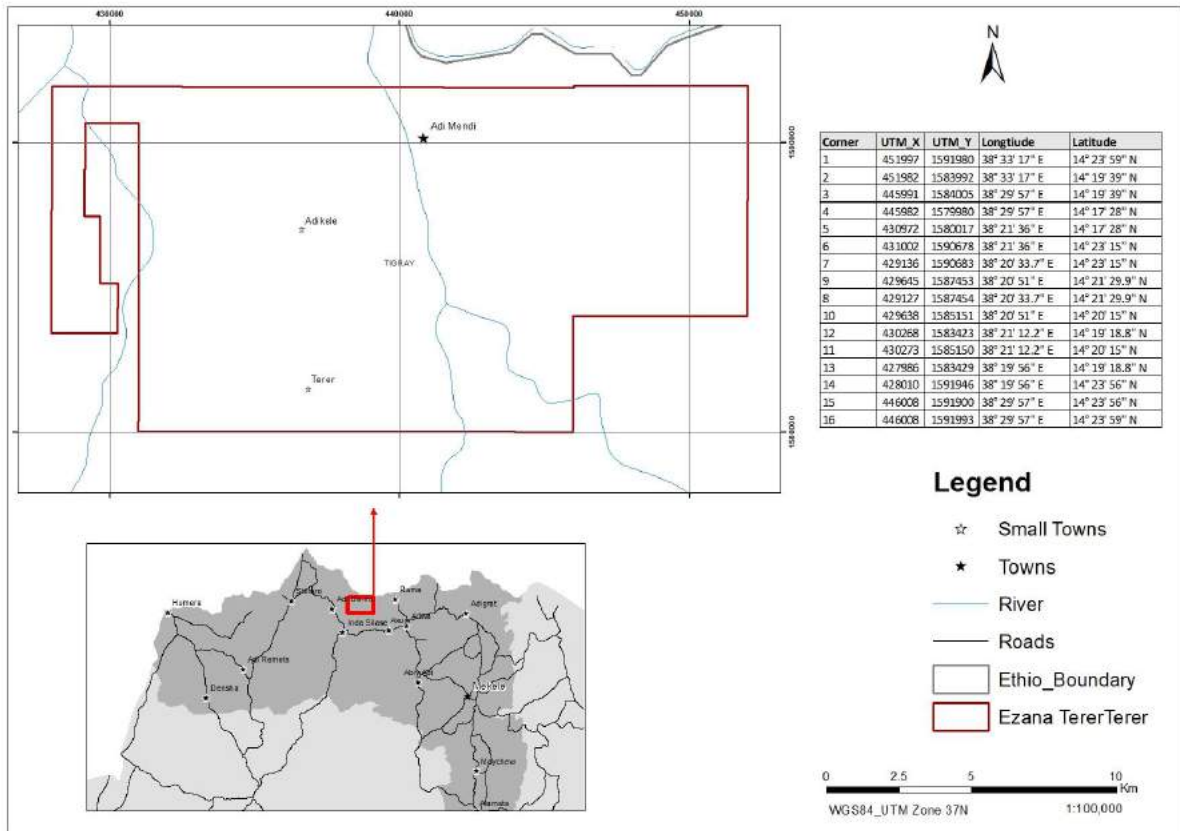 430000 440000 450000
N
Adi Mendi
1590000
Adikele
TIGRAY
Terer
1580000
Corner UTM_X UTM_Y Longtiude Latitude
1 451997 1591980 38° 33' 17" E 14° 23' 59" N
2 451982 1583992 38° 33' 17" E 14° 19' 39" N
3 445991 1584005 38° 29' 57" E 14° 19' 39" N
4 445982 1579980 38° 29' 57" E 14° 17' 28" N
5 430972 1580017 38° 21' 36" E 14° 17' 28" N
6 431002 1590678 38° 21' 36" E 14° 23' 15" N
7 429136 1590683 38° 20' 33.7" E 14° 23' 15" N
9 429645 1587453 38° 20' 51" E 14° 21' 29.9" N
8 429127 1587454 38° 20' 33.7" E 14° 21' 29.9" N
10 429638 1585151 38° 20' 51" E 14° 20' 15" N
12 430268 1583423 38° 21' 12.2" E 14° 19' 18.8" N
11 430273 1585150 38° 21' 12.2" E 14° 20' 15" N
13 427986 1583429 38° 19' 56" E 14° 19' 18.8" N
14 428010 1591946 38° 19' 56" E 14° 23' 56" N
15 446008 1591900 38° 29' 57" E 14° 23' 56" N
16 446008 1591993 38° 29' 57" E 14° 23' 59" N
Legend
Small Towns
Towns
River
Roads
Ethio_Boundary
Ezana TererTerer
0 2.5 5 10
Km
WGS84_UTM Zone 37N 1:100,000
Humera
Rama
Adigrat
Inda Silase
Adi Remets
Dansha
Mekele
Maychew
Alamata